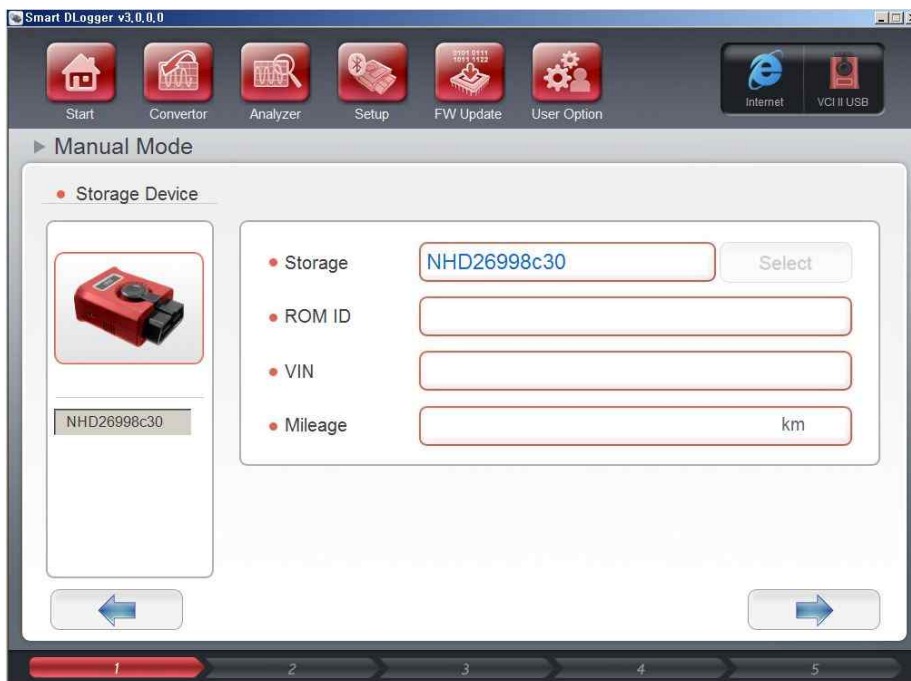 Smart DLogger v3,0,0,0
0101 0111
1011 1122
Start Convertor Analyzer Setup FW Update User Option Internet VCI II USB
Manual Mode
Storage Device
Storage NHD26998c30 Select
ROM ID
VIN
NHD26998c30
Mileage km
1 2 3 4 5